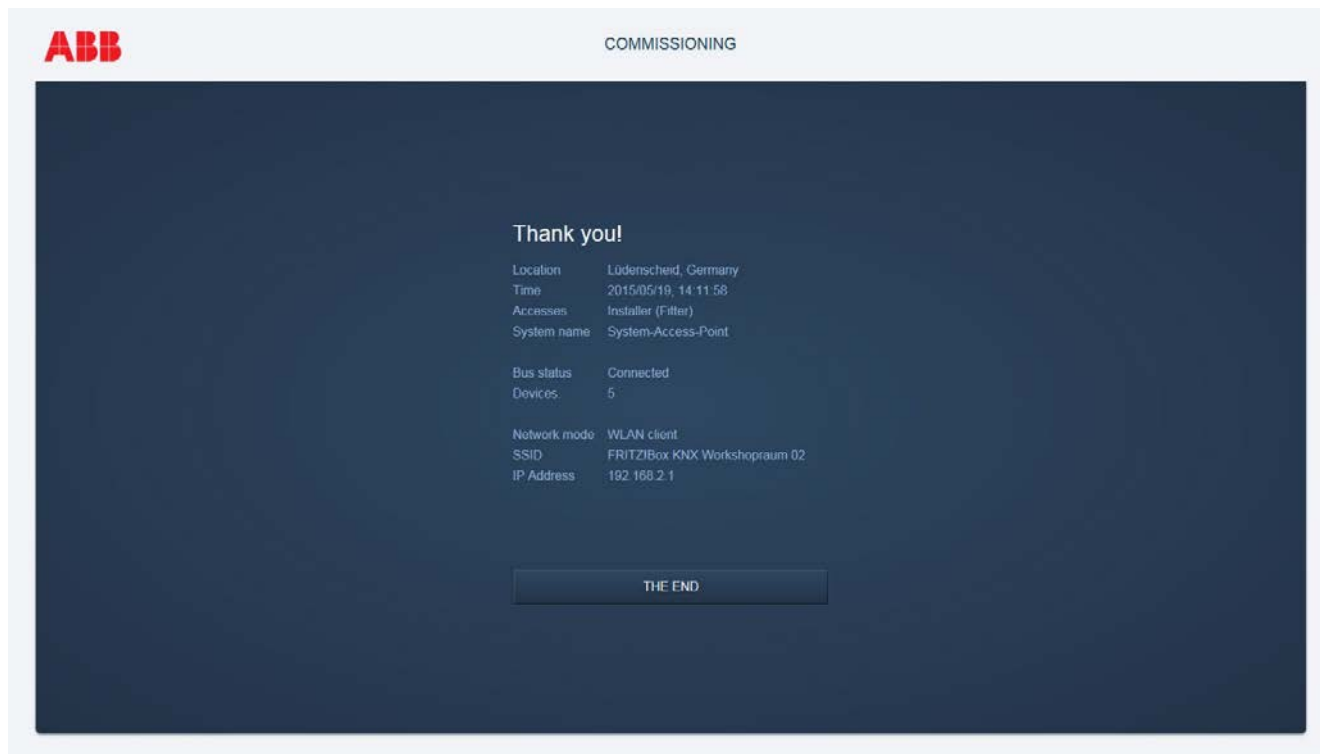 ABB
COMMISSIONING
Thank you!
Location Lüdenscheid, Germany
Time 2015/05/19, 14:11:58
Accesses Installer (Fitter)
System name System-Access-Point
Bus status Connected
Devices 5
Network mode WLAN client
SSID FRITZ!Box KNX Workshopraum 02
IP Address 192.168.2.1
THE END